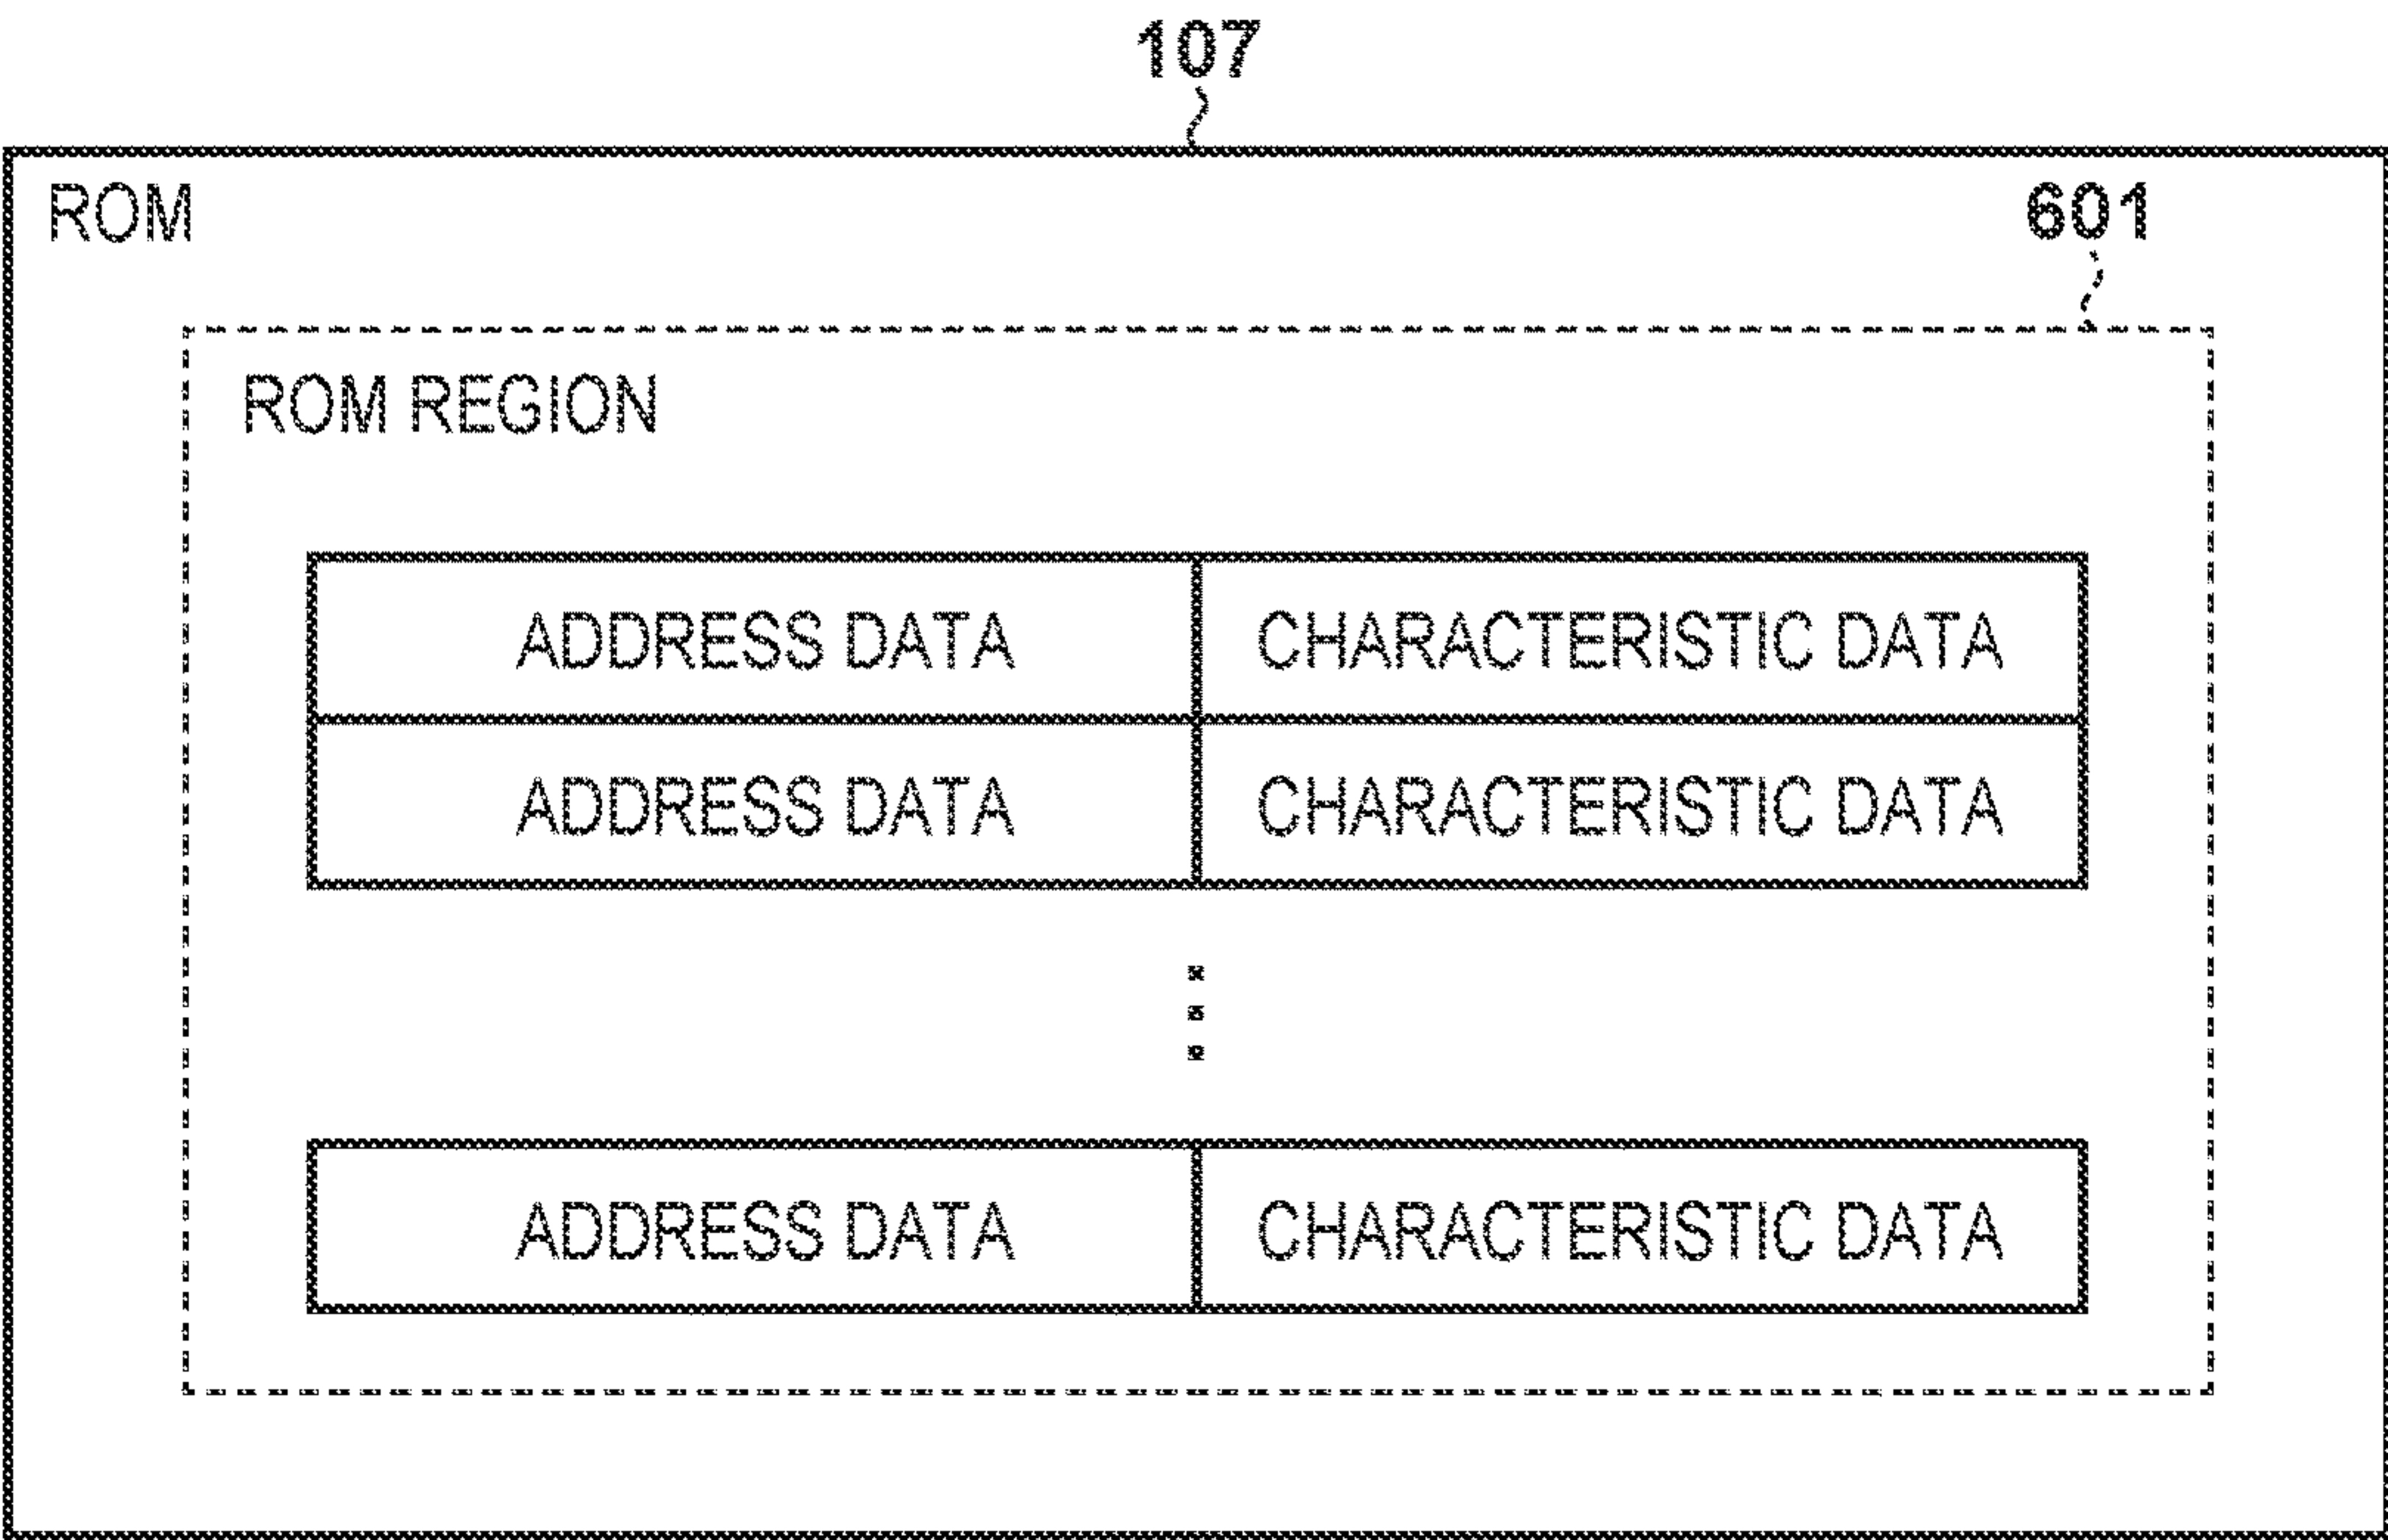 107
ROM
601
ROM REGION
ADDRESS DATA CHARACTERISTIC DATA
ADDRESS DATA CHARACTERISTIC DATA
ADDRESS DATA CHARACTERISTIC DATA